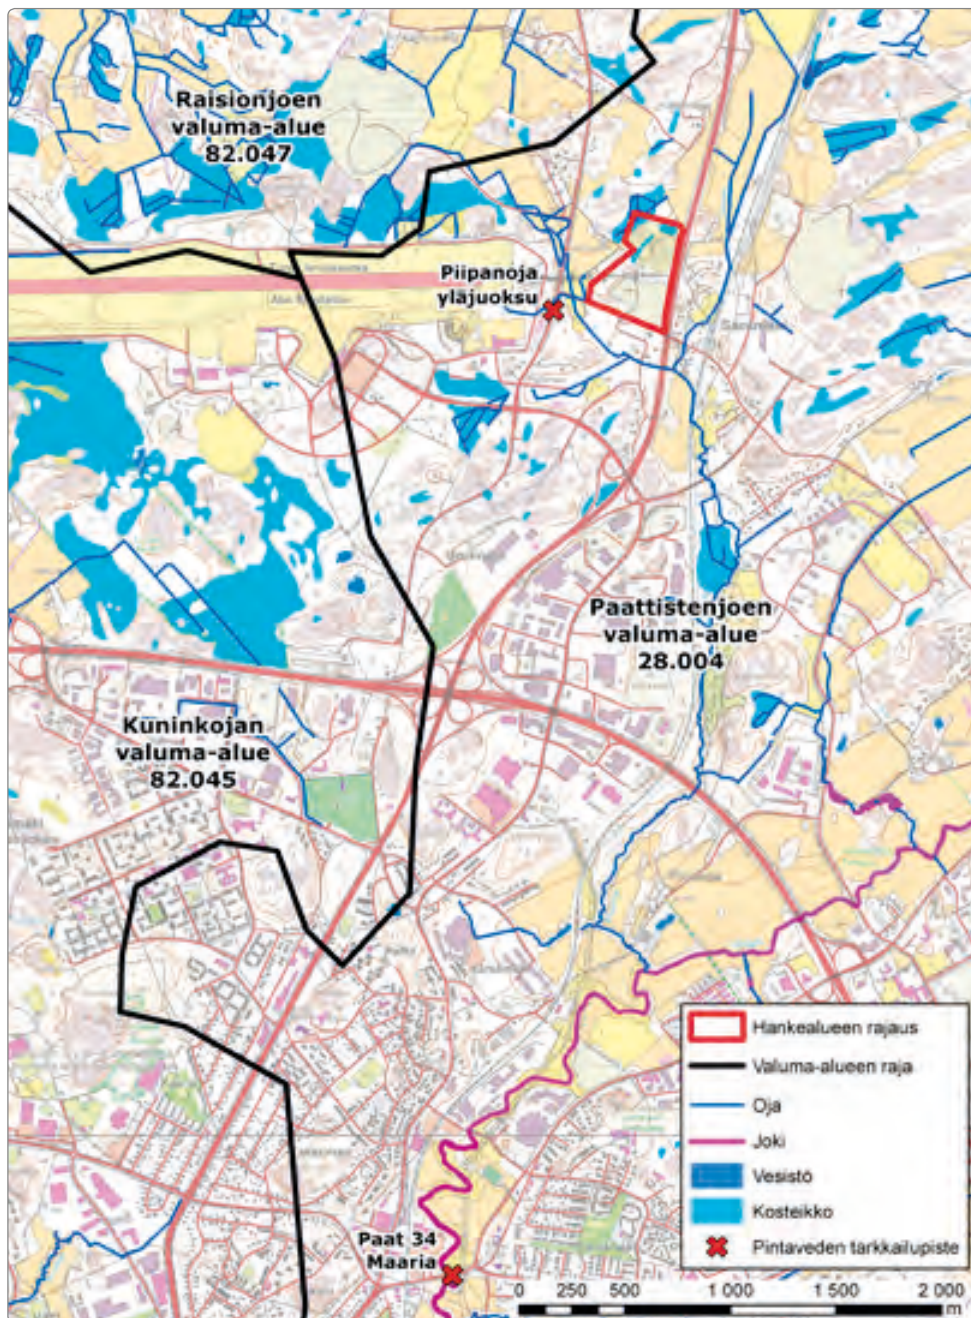 Raisionjoen
valuma-alue
82.047
Piipanoja
yläjuoksu
Paattistenjoen
valuma-alue
28.004
Kuninkojan
valuma-alue
82.045
Paat 34
Maaria
Hankealueen rajaus
Valuma-alueen raja
Oja
Joki
Vesistö
Kosteikko
Pintaveden tarkkailupiste
0 250 500 1 000 1 500 2 000
m